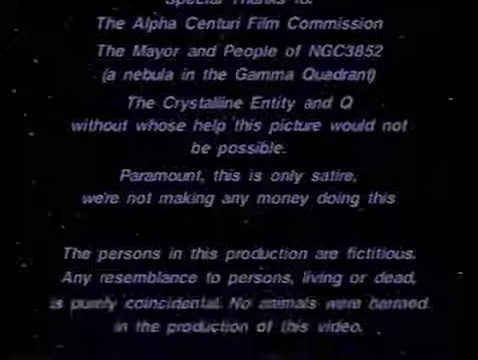 Special Thanks To:
The Alpha Centuri Film Commission
The Mayor and People of NGC3852
(a nebula in the Gamma Quadrant)
The Crystalline Entity and Q
without whose help this picture would not
be possible.
Paramount, this is only satire,
we're not making any money doing this
The persons in this production are fictitious.
Any resemblance to persons, living or dead,
is purely coincidental. No animals were harmed
in the production of this video.